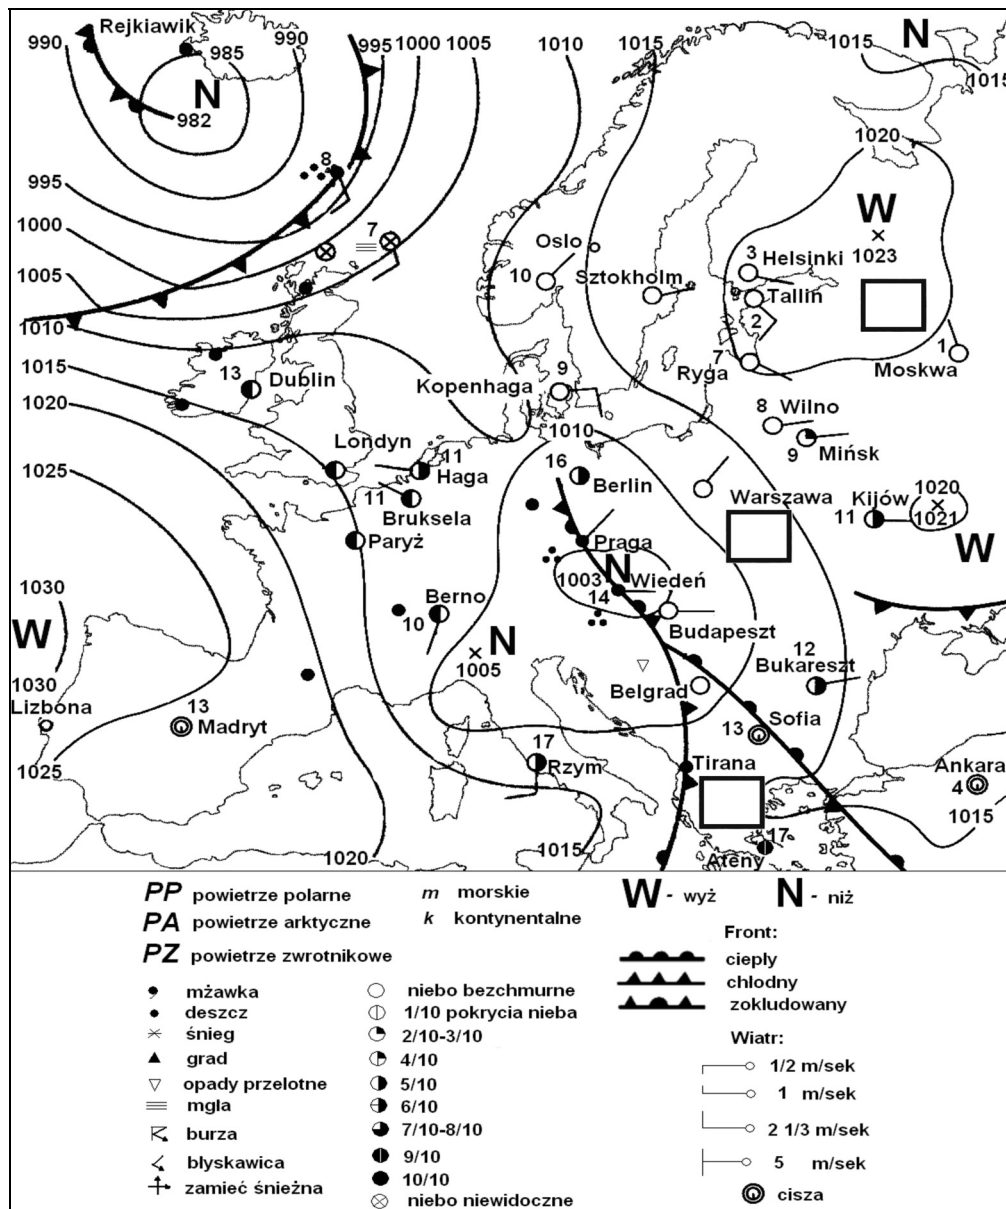 Rejkiawik
990
985
990
995
1000
1005
1010
1015
1015
N
1015
N
982
1020
8
995
7
W
1000
Oslo
3
Helsinki
1023
10
Sztokholm
Tallin
1005
2
1010
7
1
Ryga
Moskwa
1015
13
Dublin
9
Kopenhaga
1020
8
Wilno
1010
Londyn
11
9
Mińsk
1025
Haga
16
Berlin
1020
11
Warszawa
Kijów
Bruksela
11
1021
Paryż
Praga
W
N
1003
Wiedeń
1030
Berno
14
W
10
N
Budapeszt
12
1005
Bukareszt
1030
Belgrad
Lizbona
13
Sofia
Madryt
13
17
1025
Rzym
Tirana
Ankara
4
1015
17
1020
1015
Ateny
PP powietrze polarne
PA powietrze arktyczne
PZ powietrze zwrotnikowe
m morskie
k kontynentalne
W - wyż
N - niż
Front:
ciepły
chłodny
zokludowany
mżawka
deszcz
śnieg
grad
opady przelotne
mgla
burza
błyskawica
zamieć śnieżna
niebo bezchmurne
1/10 pokrycia nieba
2/10-3/10
4/10
5/10
6/10
7/10-8/10
9/10
10/10
niebo niewidoczne
Wiatr:
1/2 m/sek
1 m/sek
2 1/3 m/sek
5 m/sek
cisza